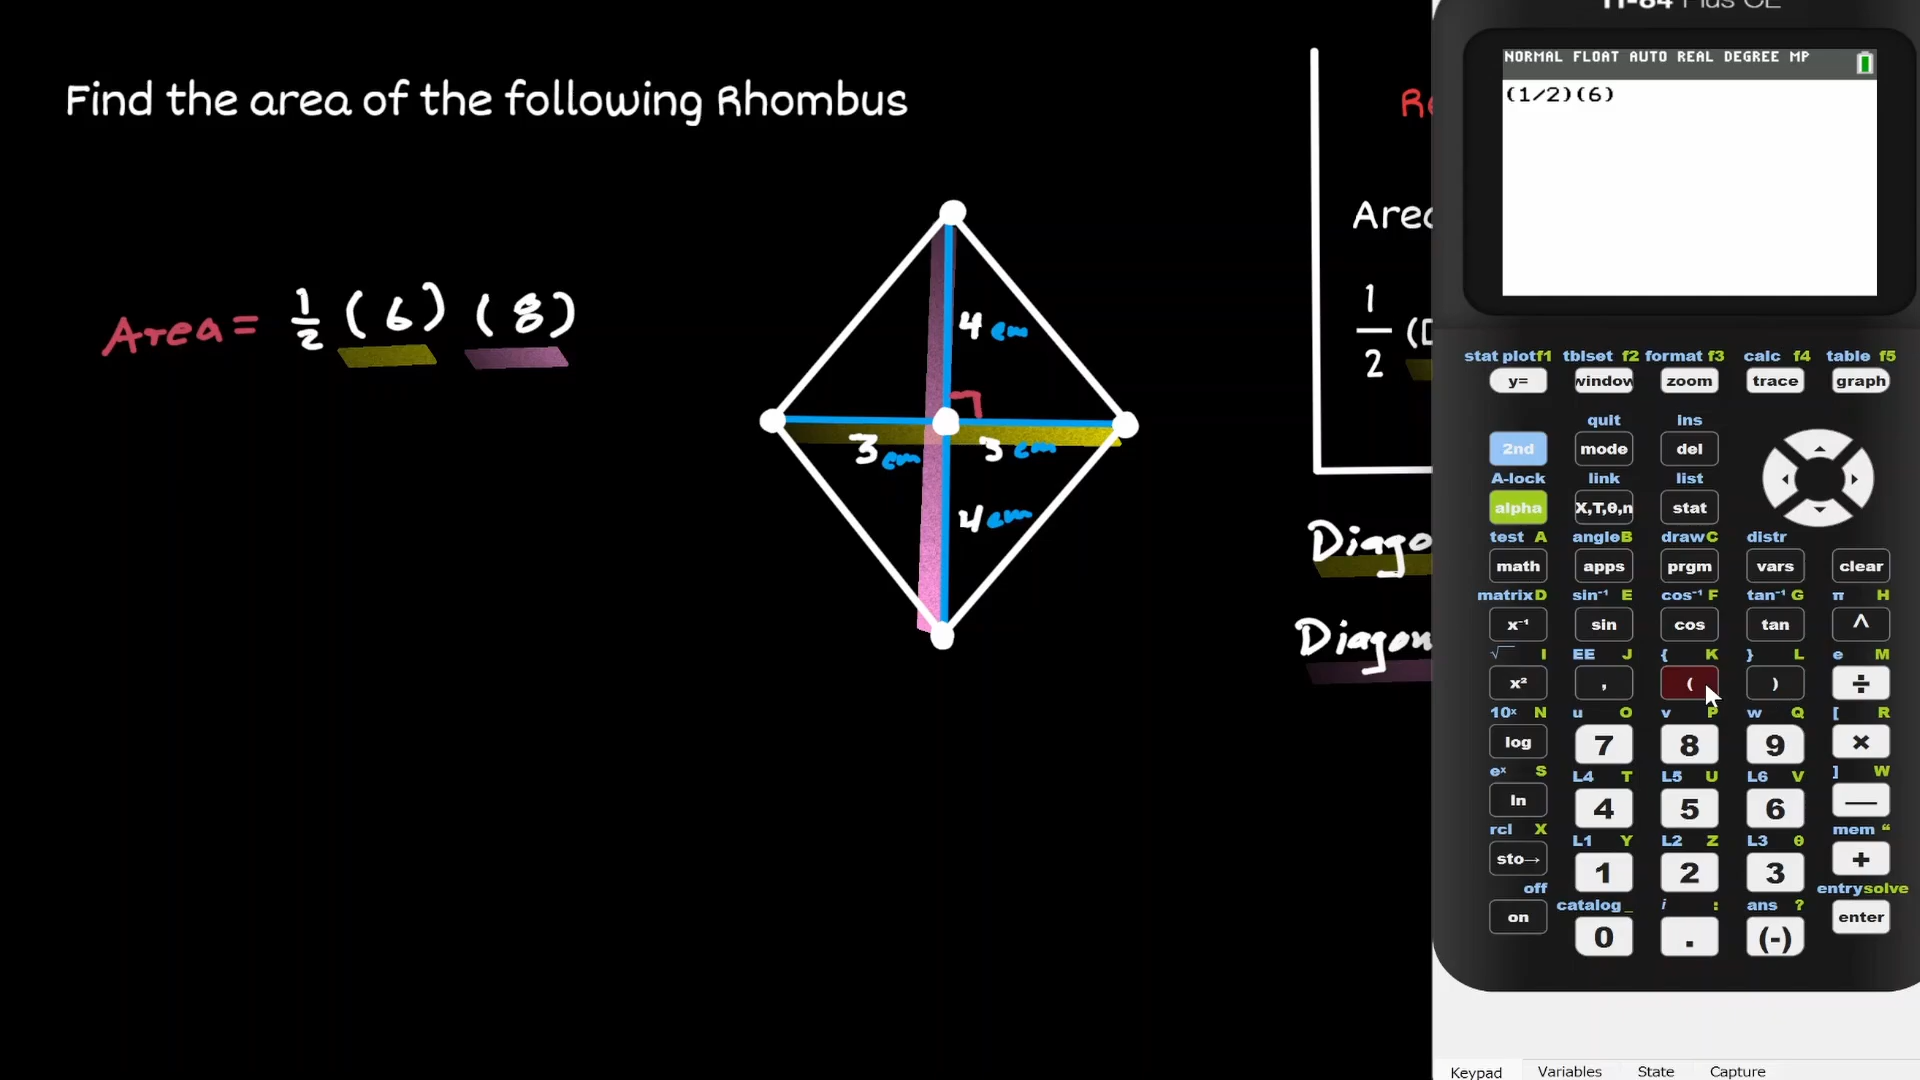 Find the area of the following Rhombus
Area = 1/2 (6) (8)
4 cm
3 cm
3 cm
4 cm
Area
1
2
Plus CE
NORMAL FLOAT AUTO REAL DEGREE MP
(1/2)(6)
stat plot f1 tblset f2 format f3 calc f4 table f5
y= window zoom trace graph
quit ins
2nd mode del
A-lock link list
alpha X,T,θ,n stat
test A angle B draw C distr
math apps prgm vars clear
matrix D sin⁻¹ E cos⁻¹ F tan⁻¹ G π H
x⁻¹ sin cos tan ^
√ I EE J { K } L e M
x² , ( ) ÷
10ˣ N u O v P w Q [ R
log 7 8 9 ×
eˣ S L4 T L5 U L6 V ] W
ln 4 5 6 —
rcl X L1 Y L2 Z L3 θ mem “
sto→ 1 2 3 +
off catalog _ i : ans ? entry solve
on 0 . (-) enter
Keypad Variables State Capture